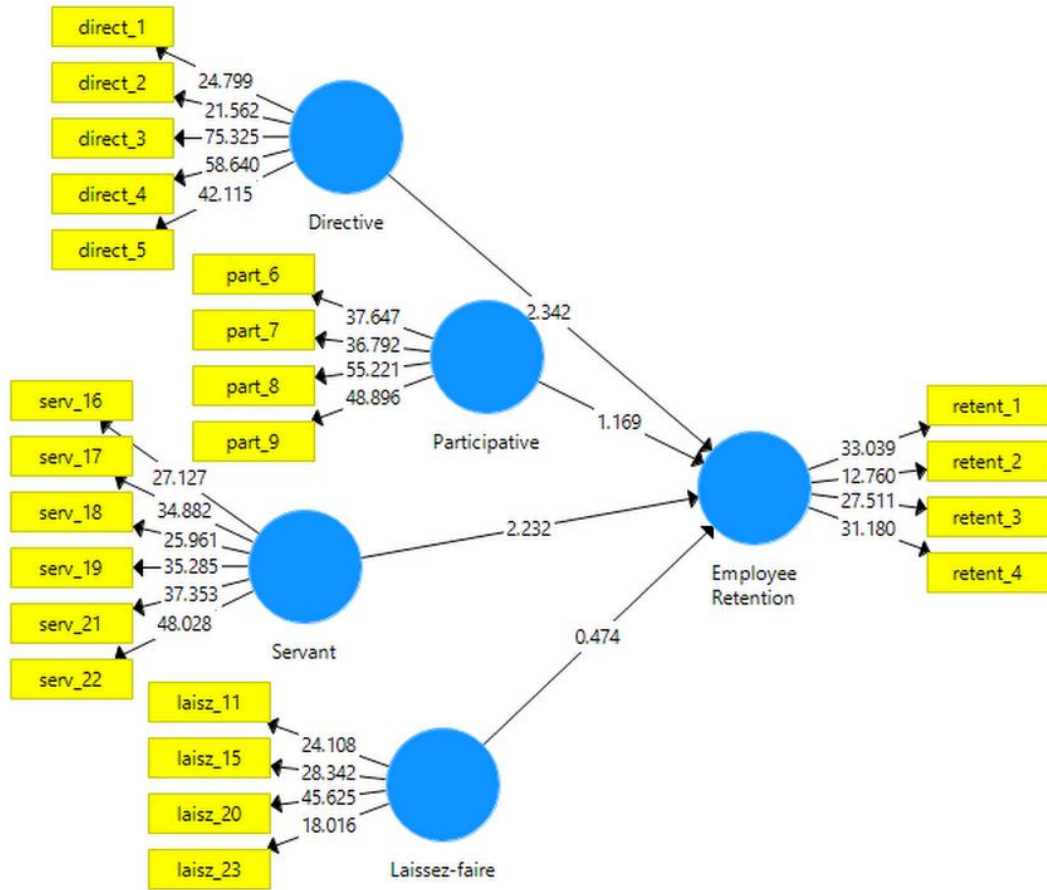 direct_1
direct_2
direct_3
direct_4
direct_5
24.799
21.562
75.325
58.640
42.115
Directive
2.342
part_6
part_7
part_8
part_9
37.647
36.792
55.221
48.896
Participative
1.169
serv_16
serv_17
serv_18
serv_19
serv_21
serv_22
27.127
34.882
25.961
35.285
37.353
48.028
Servant
2.232
laisz_11
laisz_15
laisz_20
laisz_23
24.108
28.342
45.625
18.016
Laissez-faire
0.474
Employee
Retention
33.039
12.760
27.511
31.180
retent_1
retent_2
retent_3
retent_4